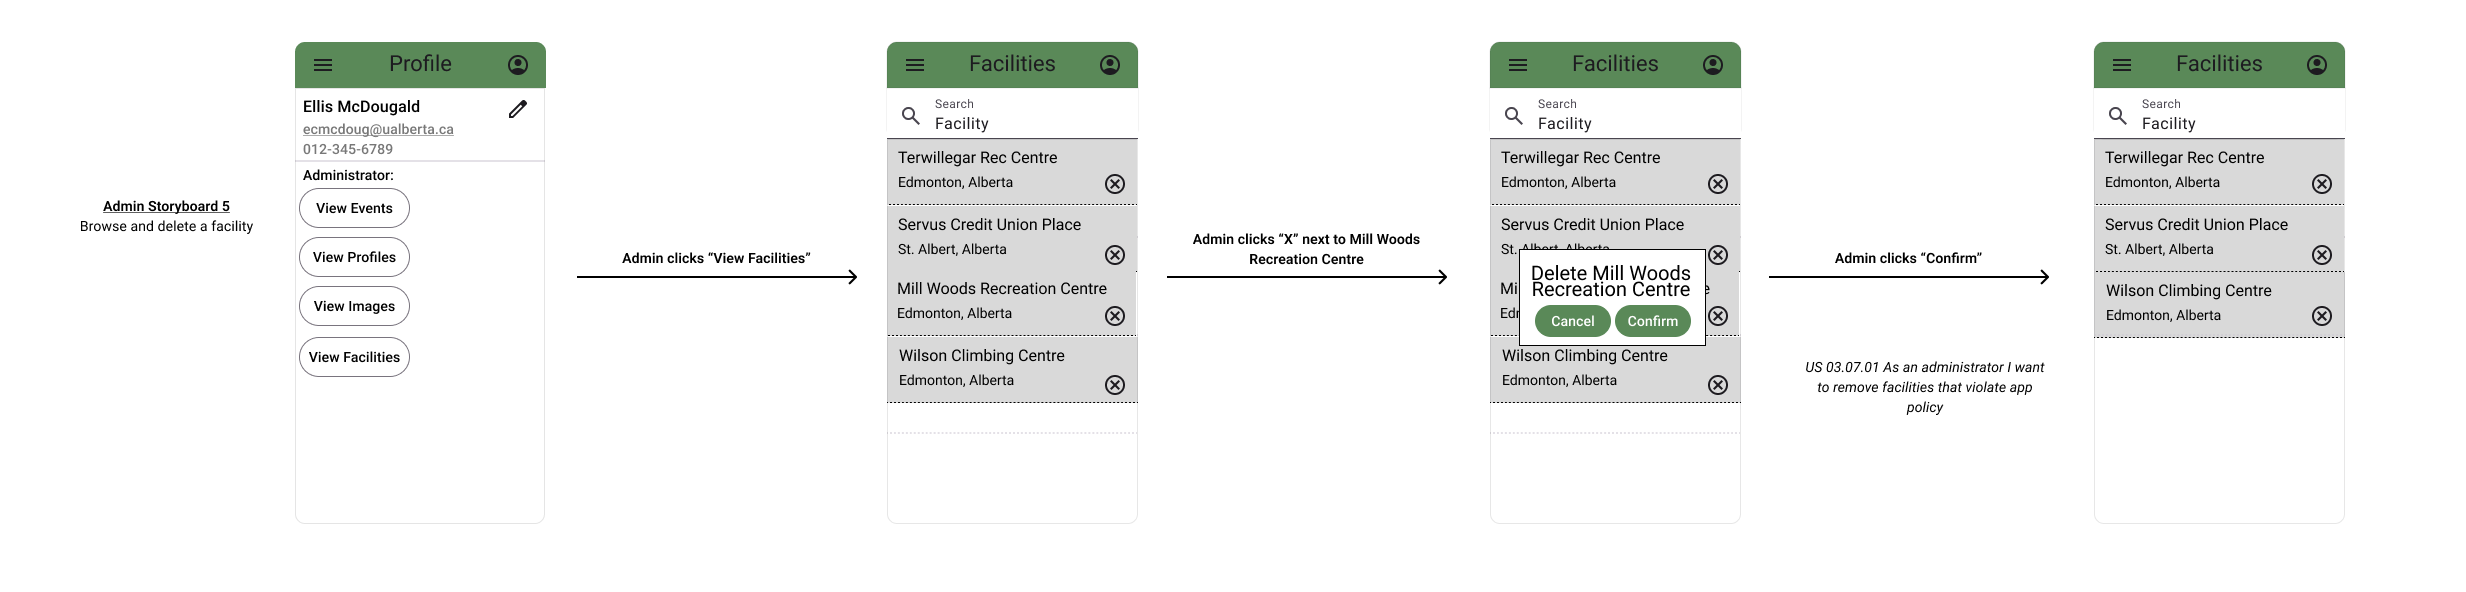 Admin Storyboard 5
Browse and delete a facility
Profile
Ellis McDougald
ecmcdoug@ualberta.ca
012-345-6789
Administrator:
View Events
View Profiles
View Images
View Facilities
Admin clicks “View Facilities”
Facilities
Search
Facility
Terwillegar Rec Centre
Edmonton, Alberta
Servus Credit Union Place
St. Albert, Alberta
Mill Woods Recreation Centre
Edmonton, Alberta
Wilson Climbing Centre
Edmonton, Alberta
Admin clicks “X” next to Mill Woods
Recreation Centre
Facilities
Search
Facility
Terwillegar Rec Centre
Edmonton, Alberta
Servus Credit Union Place
St. Albert, Alberta
Delete Mill Woods
Recreation Centre
Cancel Confirm
Wilson Climbing Centre
Edmonton, Alberta
Admin clicks “Confirm”
US 03.07.01 As an administrator I want
to remove facilities that violate app
policy
Facilities
Search
Facility
Terwillegar Rec Centre
Edmonton, Alberta
Servus Credit Union Place
St. Albert, Alberta
Wilson Climbing Centre
Edmonton, Alberta